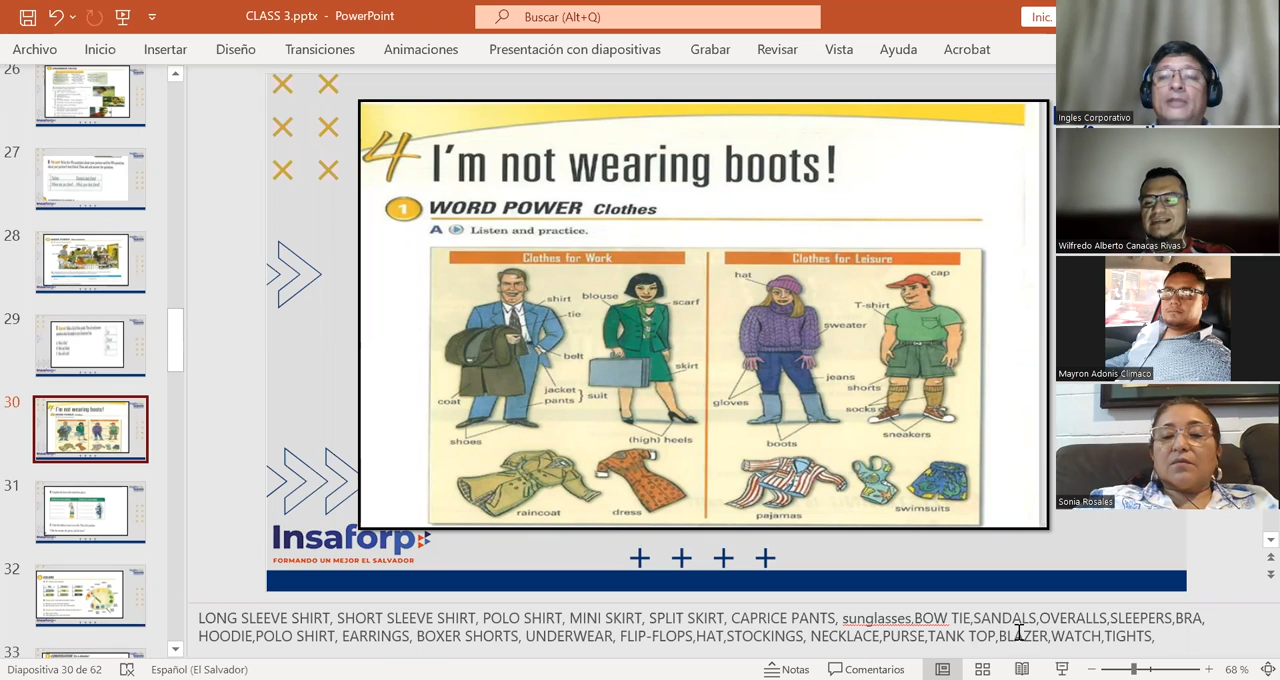 CLASS 3.pptx - PowerPoint
Buscar (Alt+Q)
Inic.
Archivo Inicio Insertar Diseño Transiciones Animaciones Presentación con diapositivas Grabar Revisar Vista Ayuda Acrobat
26
27
28
29
30
31
32
33
4 I'm not wearing boots!
1 WORD POWER Clothes
A Listen and practice.
Clothes for Work
Clothes for Leisure
shirt
blouse
scarf
tie
belt
skirt
jacket
pants
suit
coat
shoes
(high) heels
raincoat
dress
hat
cap
T-shirt
sweater
jeans
shorts
gloves
socks
boots
sneakers
pajamas
swimsuits
Insaforp
FORMANDO UN MEJOR EL SALVADOR
Ingles Corporativo
Wilfredo Alberto Canacas Rivas
Mayron Adonis Climaco
Sonia Rosales
LONG SLEEVE SHIRT, SHORT SLEEVE SHIRT, POLO SHIRT, MINI SKIRT, SPLIT SKIRT, CAPRICE PANTS, sunglasses,BOW TIE,SANDALS,OVERALLS,SLEEPERS,BRA,
HOODIE,POLO SHIRT, EARRINGS, BOXER SHORTS, UNDERWEAR, FLIP-FLOPS,HAT,STOCKINGS, NECKLACE,PURSE,TANK TOP,BLAZER,WATCH,TIGHTS,
Diapositiva 30 de 62
Español (El Salvador)
Notas
Comentarios
68 %